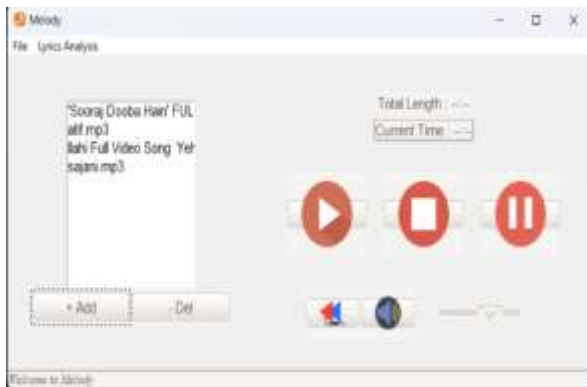 Melody
File Lyrics Analysis
'Sooraj Dooba Hain' FUL
atif.mp3
Ilahi Full Video Song Yeh
sajani.mp3
+ Add
- Del
Total Length : --:--
Current Time : --:--
Welcome to Melody